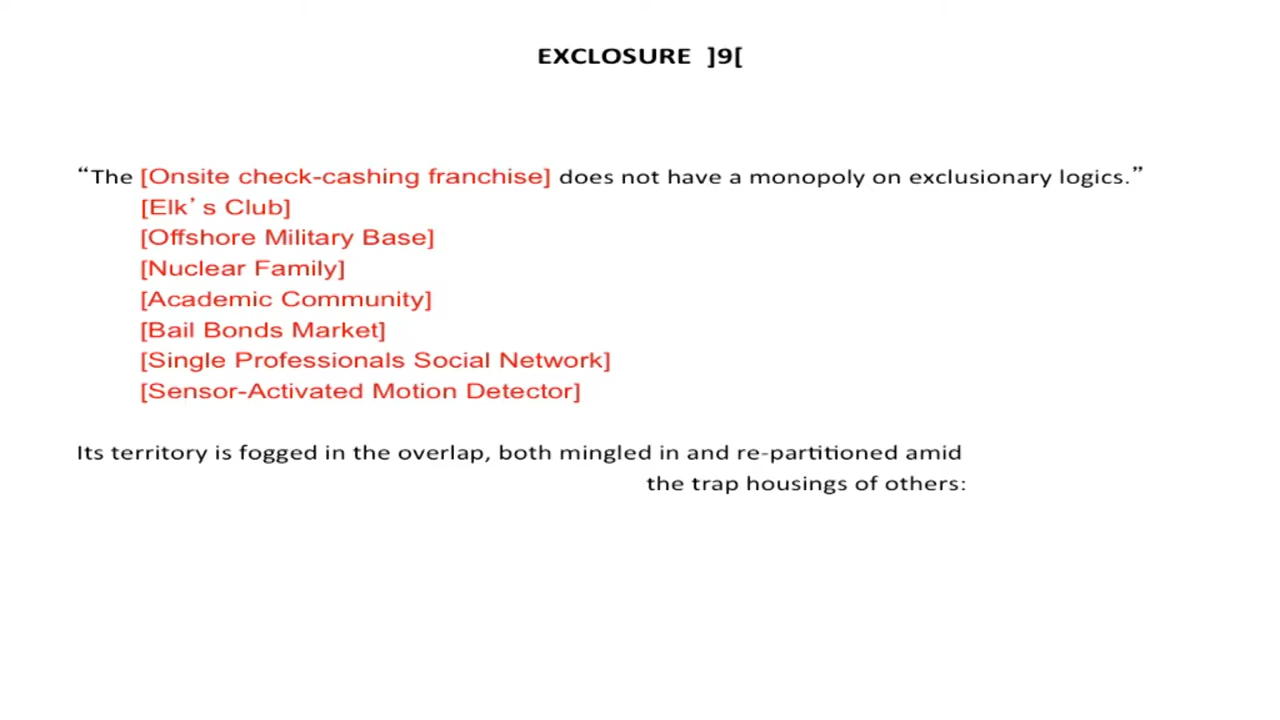 EXCLOSURE ]9[
“The [Onsite check-cashing franchise] does not have a monopoly on exclusionary logics.”
[Elk’s Club]
[Offshore Military Base]
[Nuclear Family]
[Academic Community]
[Bail Bonds Market]
[Single Professionals Social Network]
[Sensor-Activated Motion Detector]
Its territory is fogged in the overlap, both mingled in and re-partitioned amid
the trap housings of others: